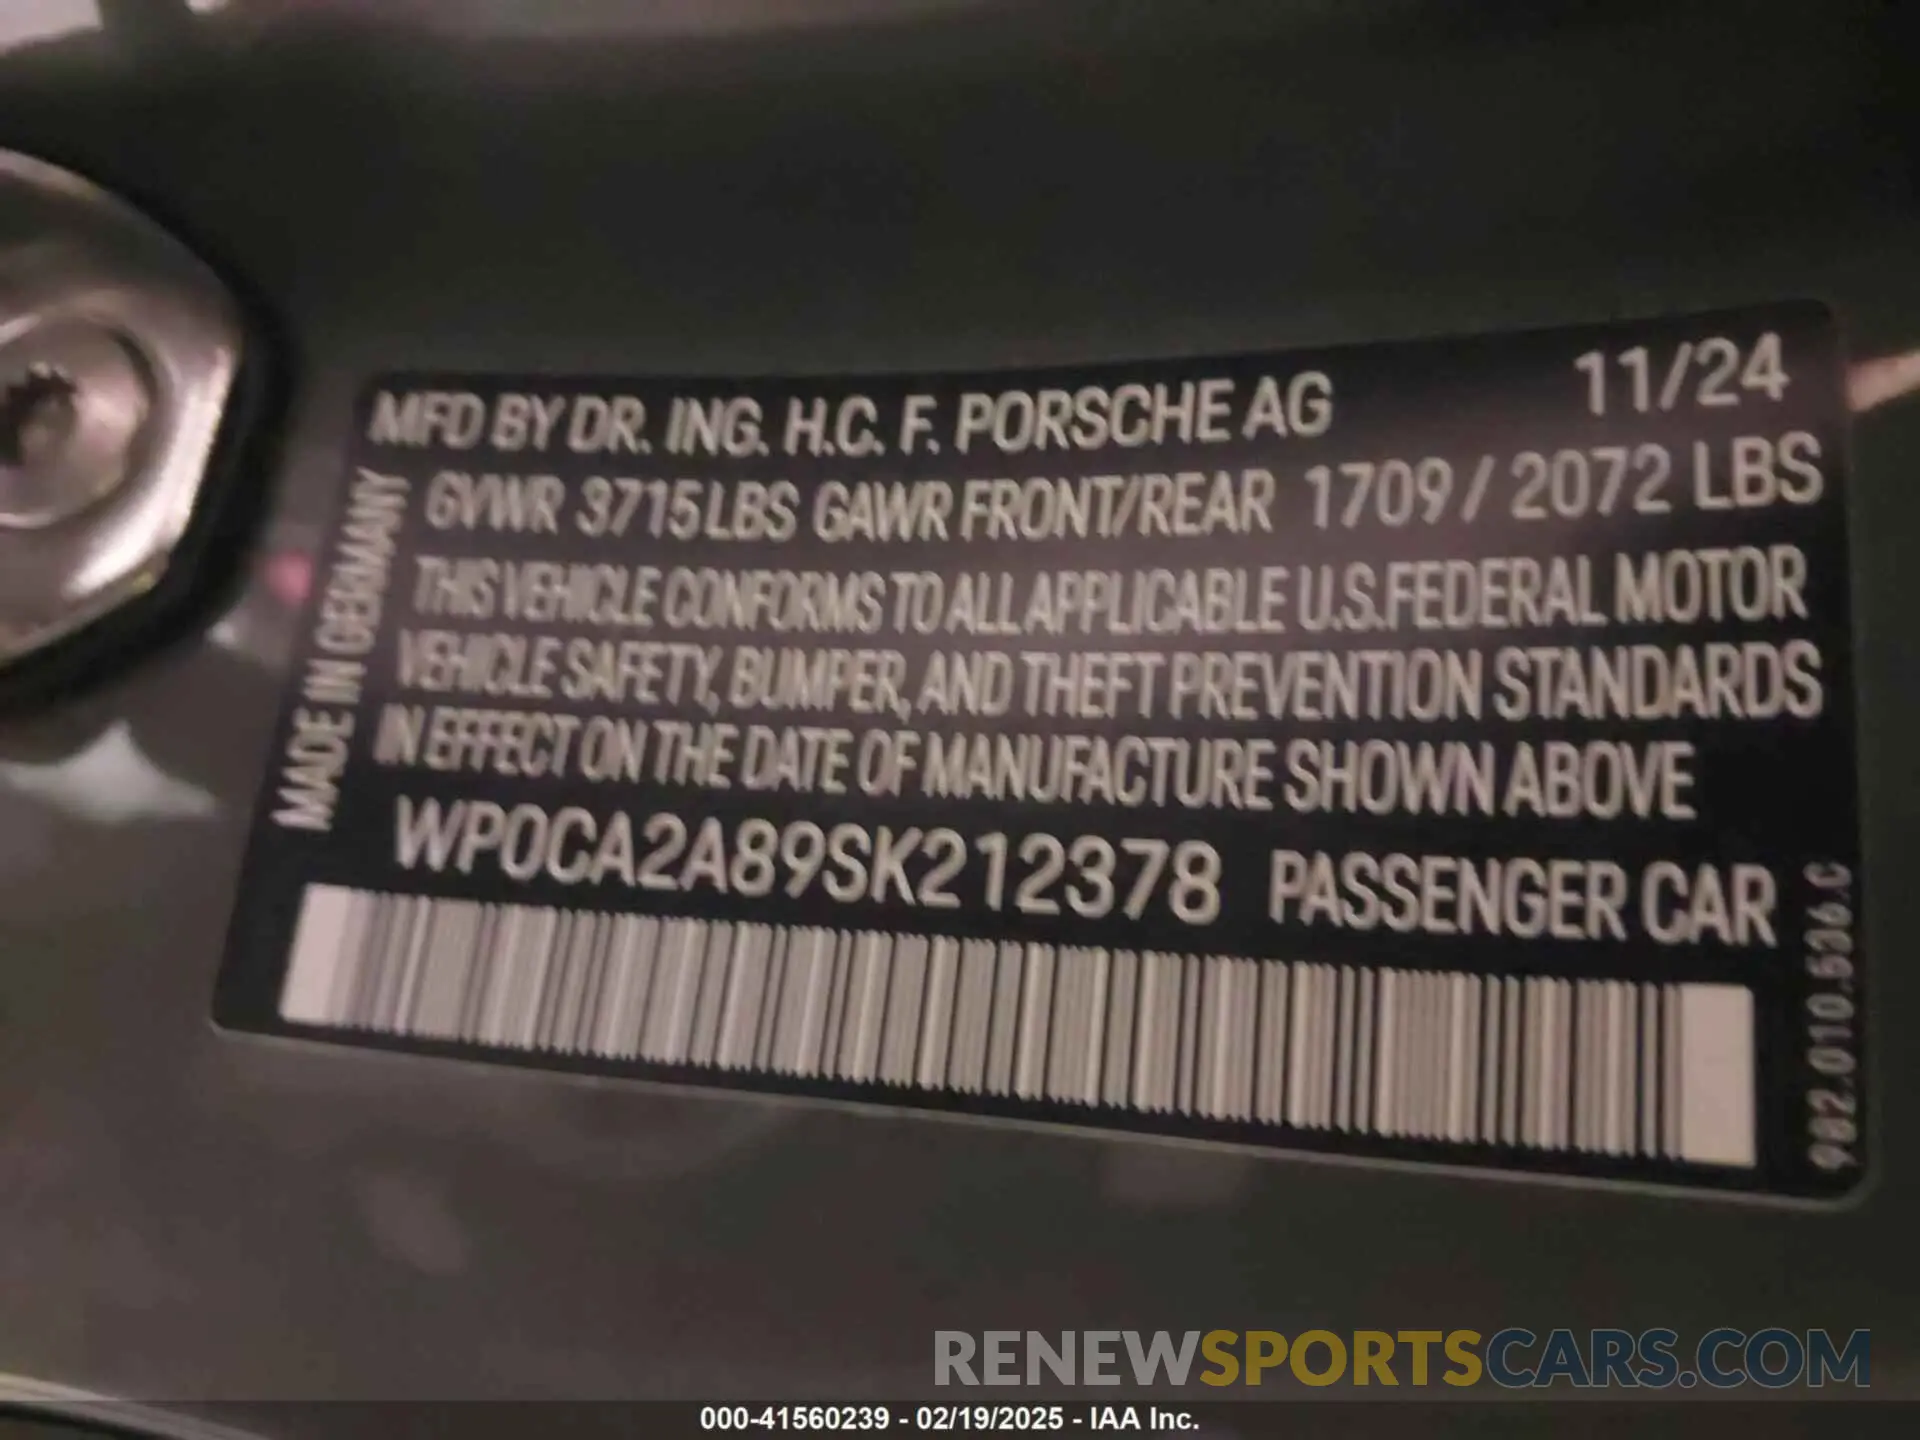 MFD BY DR. ING. H.C. F. PORSCHE AG 11/24
GVWR 3715 LBS GAWR FRONT/REAR 1709 / 2072 LBS
THIS VEHICLE CONFORMS TO ALL APPLICABLE U.S.FEDERAL MOTOR
VEHICLE SAFETY, BUMPER, AND THEFT PREVENTION STANDARDS
IN EFFECT ON THE DATE OF MANUFACTURE SHOWN ABOVE
WP0CA2A89SK212378 PASSENGER CAR
MADE IN GERMANY
982.010.536.C
RENEWSPORTSCARS.COM
000-41560239 - 02/19/2025 - IAA Inc.